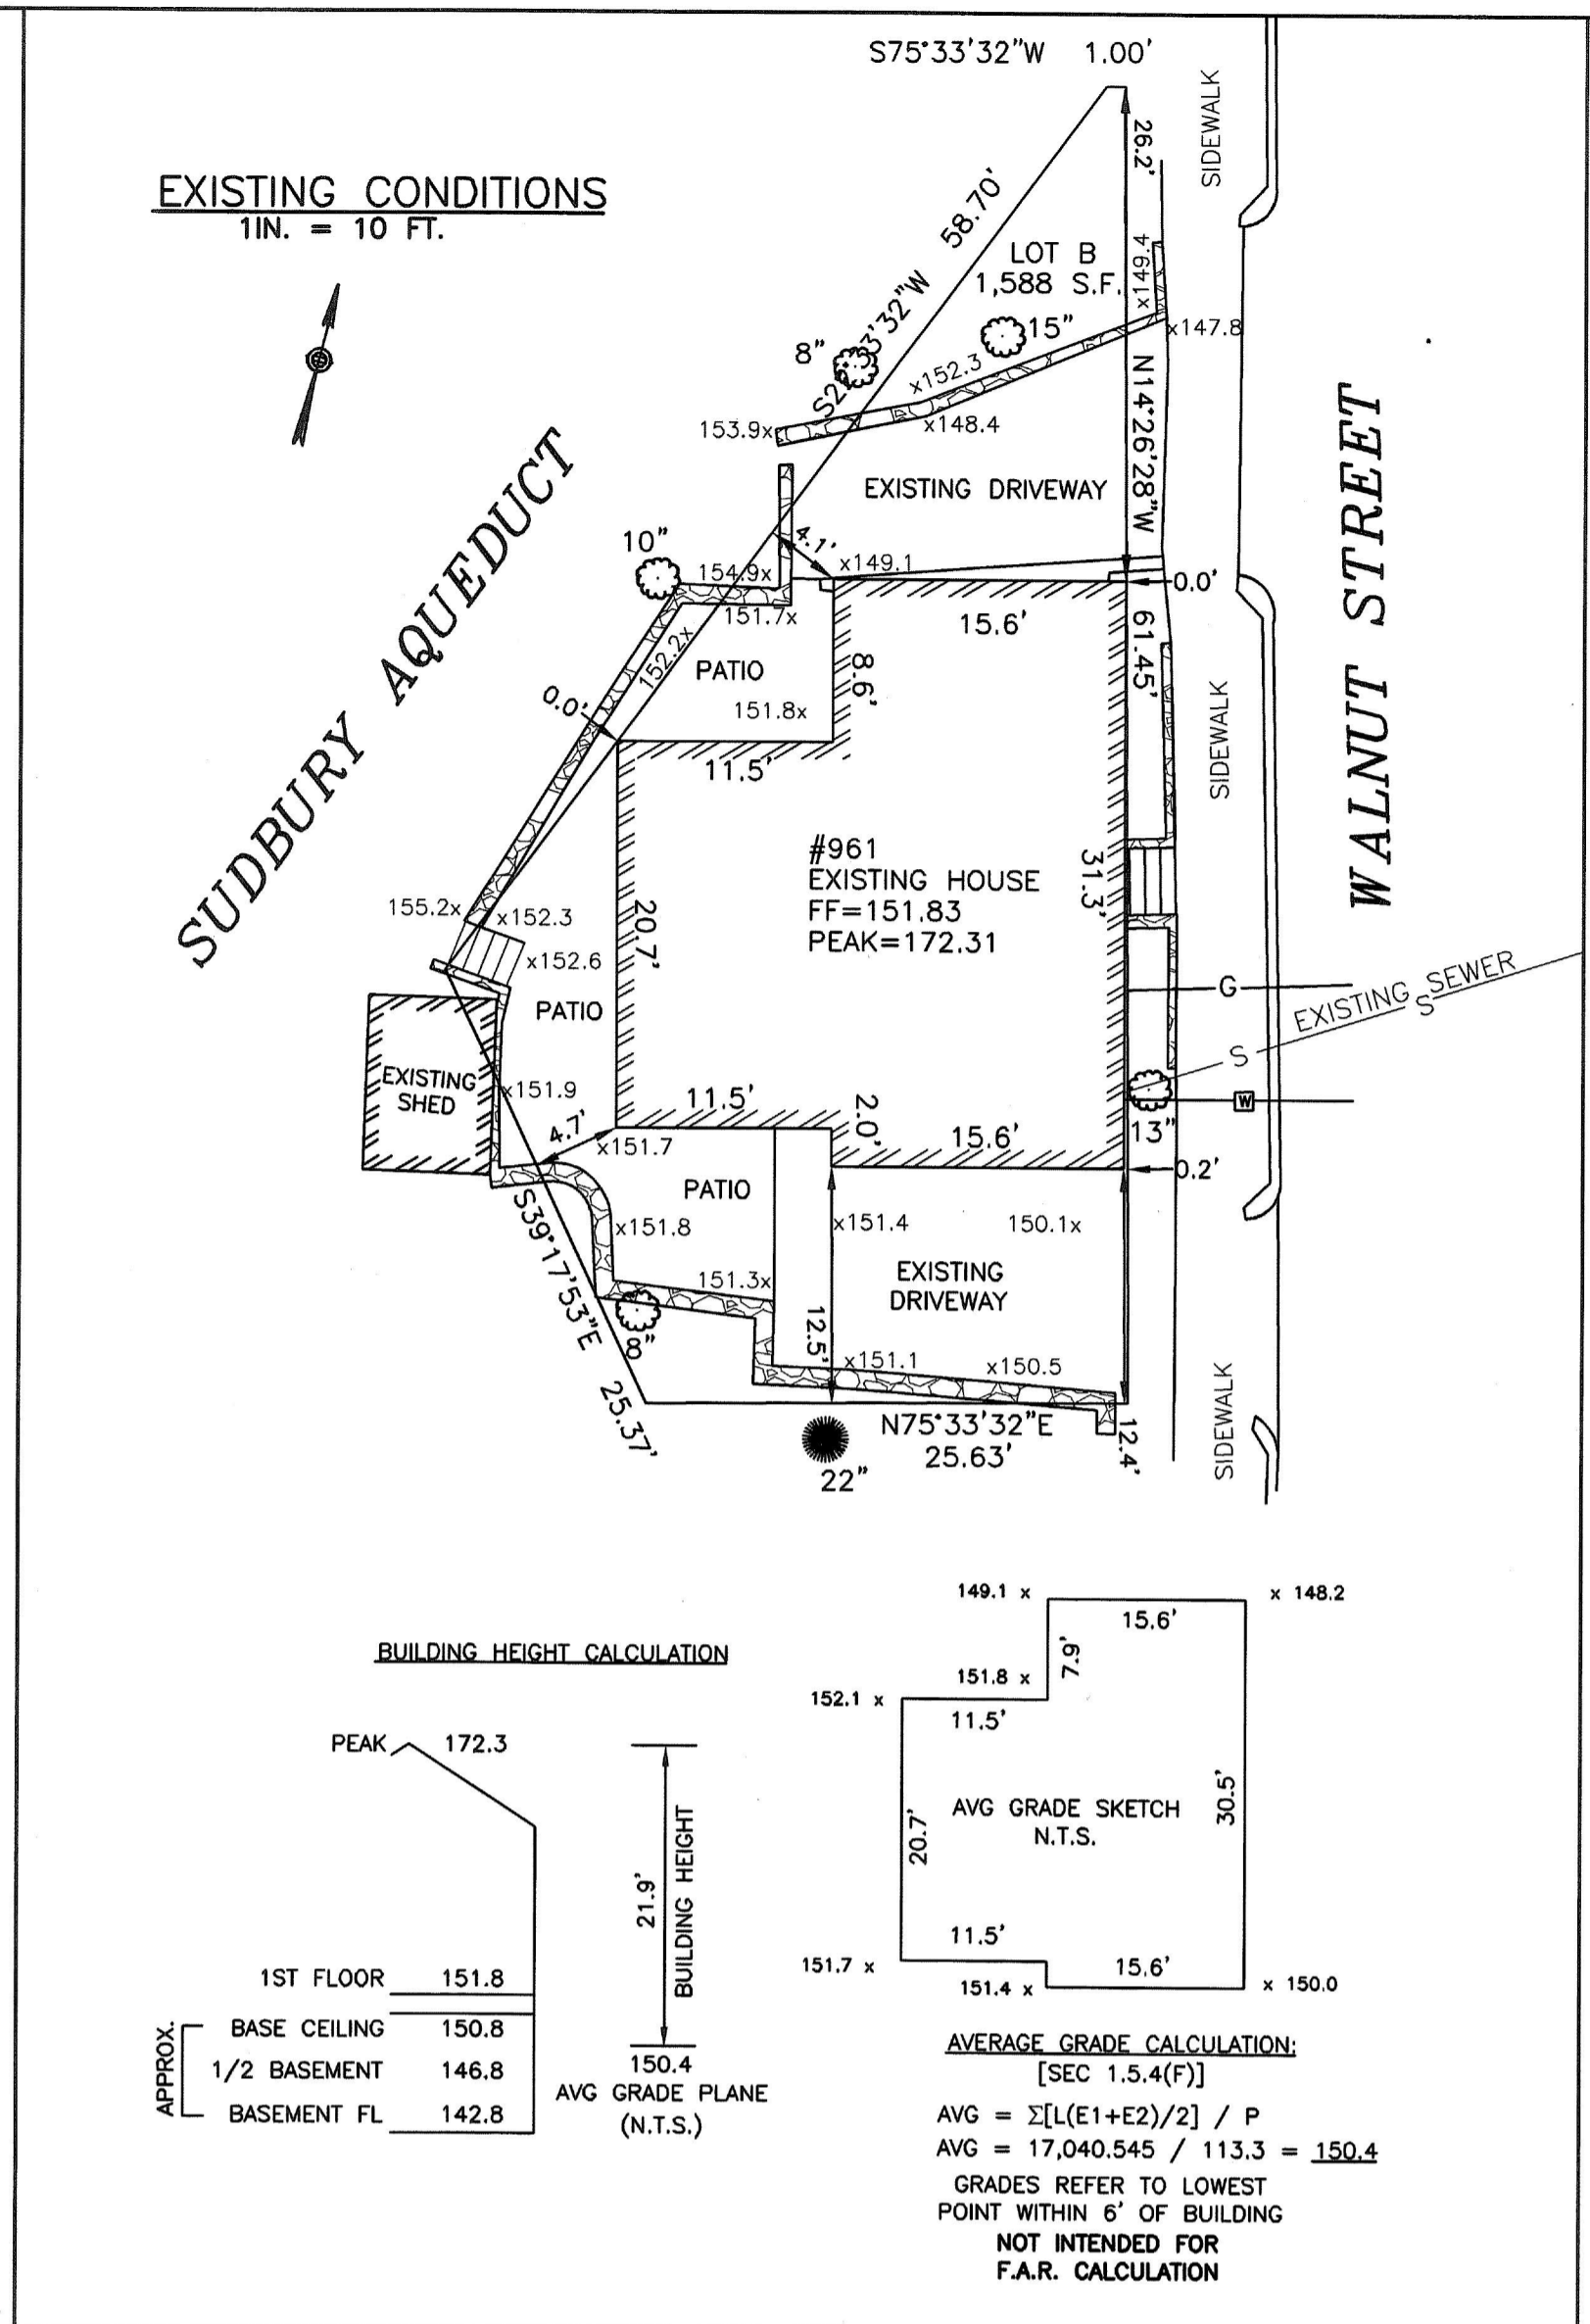 S75°33'32"W 1.00'
SIDEWALK
26.2'
EXISTING CONDITIONS
1IN. = 10 FT.
58.70'
LOT B
1,588 S.F.
x149.4
15"
x147.8
8"
x152.3
N14°26'28"W
153.9x
x148.4
EXISTING DRIVEWAY
WALNUT STREET
SUDBURY AQUEDUCT
10"
4.1'
x149.1
154.9x
0.0'
151.7x
15.6'
61.45'
152.2x
PATIO
8.6'
0.0'
151.8x
SIDEWALK
11.5'
#961
EXISTING HOUSE
FF=151.83
PEAK=172.31
31.3'
20.7'
155.2x
x152.3
x152.6
G
EXISTING SEWER
S
PATIO
S
EXISTING
SHED
x151.9
11.5'
2.0'
W
4.7'
x151.7
15.6'
13"
0.2'
PATIO
S39°17'53"E
x151.8
x151.4
150.1x
151.3x
EXISTING
DRIVEWAY
12.5'
8"
x151.1
x150.5
SIDEWALK
25.37'
N75°33'32"E
25.63'
12.4'
22"
BUILDING HEIGHT CALCULATION
PEAK 172.3
21.9'
BUILDING HEIGHT
1ST FLOOR 151.8
APPROX.
BASE CEILING 150.8
1/2 BASEMENT 146.8
BASEMENT FL 142.8
150.4
AVG GRADE PLANE
(N.T.S.)
149.1 x
x 148.2
15.6'
7.9'
151.8 x
152.1 x
11.5'
20.7'
AVG GRADE SKETCH
N.T.S.
30.5'
11.5'
151.7 x
15.6'
151.4 x
x 150.0
AVERAGE GRADE CALCULATION:
[SEC 1.5.4(F)]
AVG = Σ[L(E1+E2)/2] / P
AVG = 17,040.545 / 113.3 = 150.4
GRADES REFER TO LOWEST
POINT WITHIN 6' OF BUILDING
NOT INTENDED FOR
F.A.R. CALCULATION